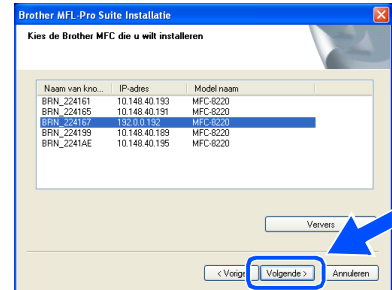 Brother MFL-Pro Suite Installatie
Kies de Brother MFC die u wilt installeren
Naam van kno... IP-adres Model naam
BRN_224161 10.148.40.193 MFC-8220
BRN_224165 10.148.40.191 MFC-8220
BRN_224167 192.0.0.192 MFC-8220
BRN_224199 10.148.40.189 MFC-8220
BRN_2241AE 10.148.40.195 MFC-8220
Ververs
< Vorige Volgende > Annuleren